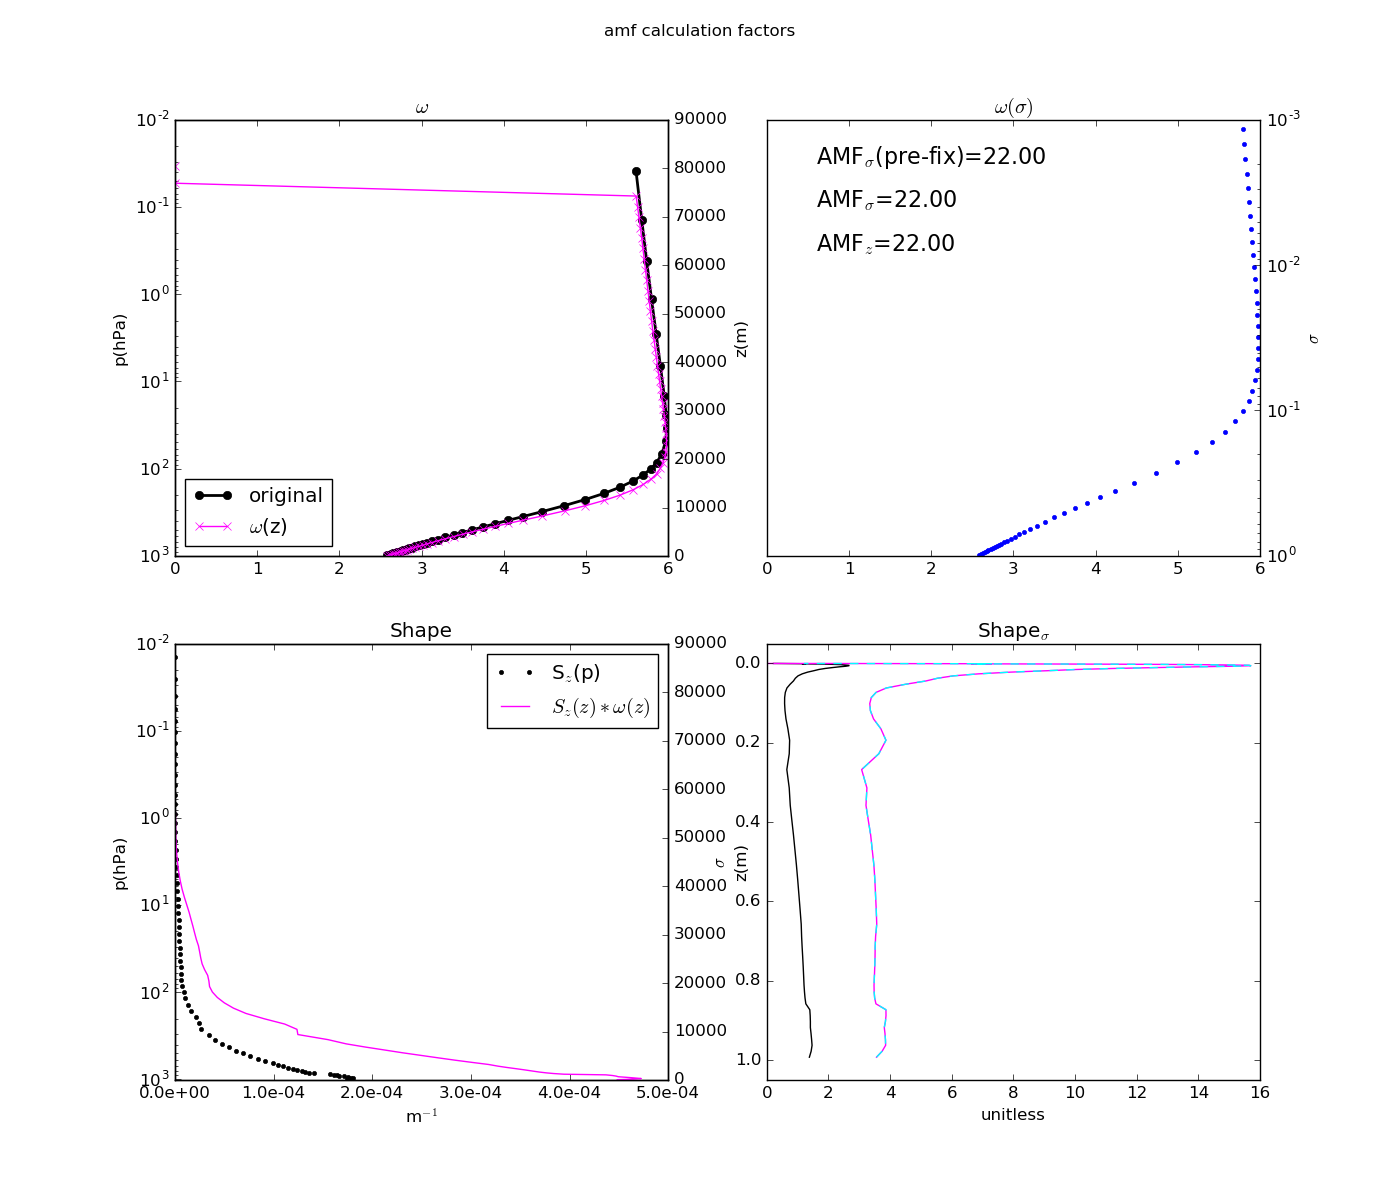 amf calculation factors
ω
ω(σ)
10^-2
10^-1
10^0
10^1
10^2
10^3
p(hPa)
0 1 2 3 4 5 6
90000
80000
70000
60000
50000
40000
30000
20000
10000
0
z(m)
original
ω(z)
AMF_σ(pre-fix)=22.00
AMF_σ=22.00
AMF_z=22.00
10^-3
10^-2
10^-1
10^0
σ
0 1 2 3 4 5 6
Shape
Shape_σ
10^-2
10^-1
10^0
10^1
10^2
10^3
p(hPa)
0.0e+00 1.0e-04 2.0e-04 3.0e-04 4.0e-04 5.0e-04
m^−1
S_z(p)
S_z(z)∗ω(z)
90000
80000
70000
60000
50000
40000
30000
20000
10000
0
σ
z(m)
0.0
0.2
0.4
0.6
0.8
1.0
0 2 4 6 8 10 12 14 16
unitless